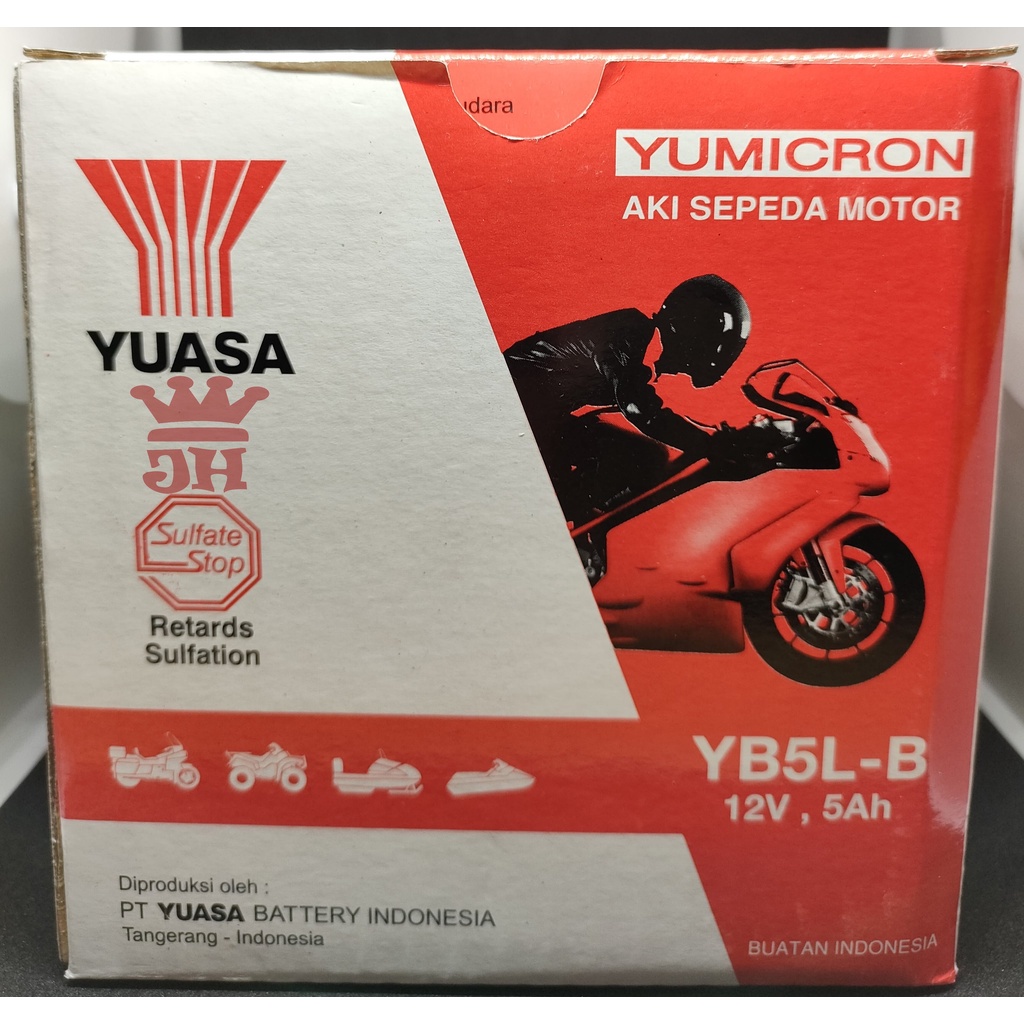 udara
YUMICRON
AKI SEPEDA MOTOR
YUASA
JH
Sulfate
Stop
Retards
Sulfation
YB5L-B
12V , 5Ah
Diproduksi oleh :
PT YUASA BATTERY INDONESIA
Tangerang - Indonesia
BUATAN INDONESIA